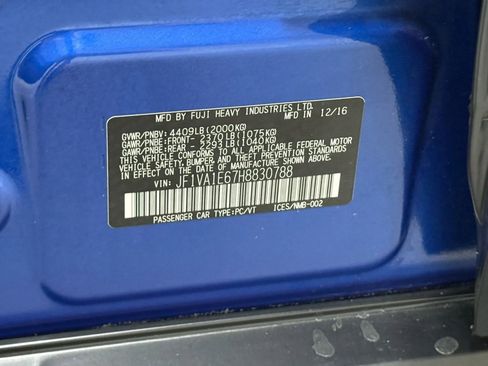 MFD BY FUJI HEAVY INDUSTRIES LTD.
IN 12/16
GVWR/PNBV: 4409LB(2000KG)
GAWR/PNBE:FRONT- 2370LB(1075KG)
GAWR/PNBE:REAR - 2293LB(1040KG)
THIS VEHICLE CONFORMS TO ALL APPLICABLE FEDERAL MOTOR
VEHICLE SAFETY, BUMPER, AND THEFT PREVENTION STANDARDS
IN EFFECT ON THE DATE OF MANUFACTURE SHOWN ABOVE.
VIN: JF1VA1E67H8830788
PASSENGER CAR TYPE:PC/VT ICES/NMB-002